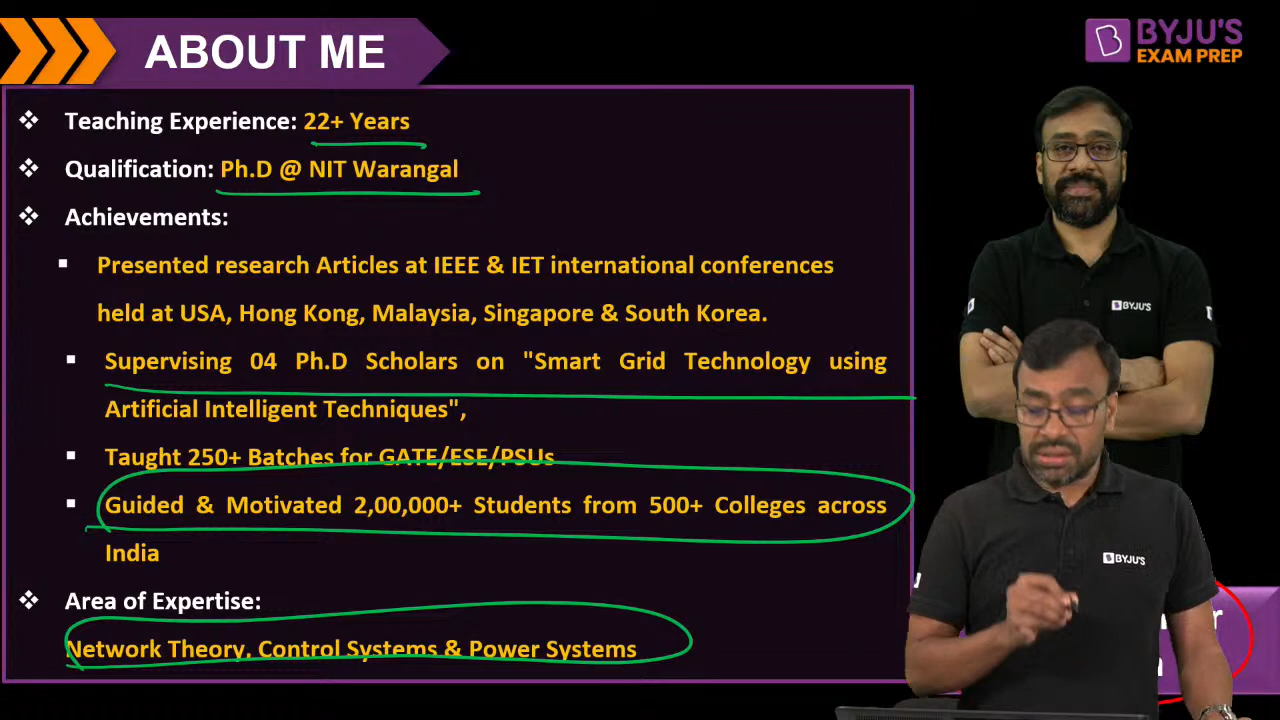 ABOUT ME
BYJU'S
EXAM PREP
❖ Teaching Experience: 22+ Years
❖ Qualification: Ph.D @ NIT Warangal
❖ Achievements:
▪ Presented research Articles at IEEE & IET international conferences
held at USA, Hong Kong, Malaysia, Singapore & South Korea.
▪ Supervising 04 Ph.D Scholars on "Smart Grid Technology using
Artificial Intelligent Techniques",
▪ Taught 250+ Batches for GATE/ESE/PSUs
▪ Guided & Motivated 2,00,000+ Students from 500+ Colleges across
India
❖ Area of Expertise:
Network Theory, Control Systems & Power Systems
BYJU'S
BYJU'S